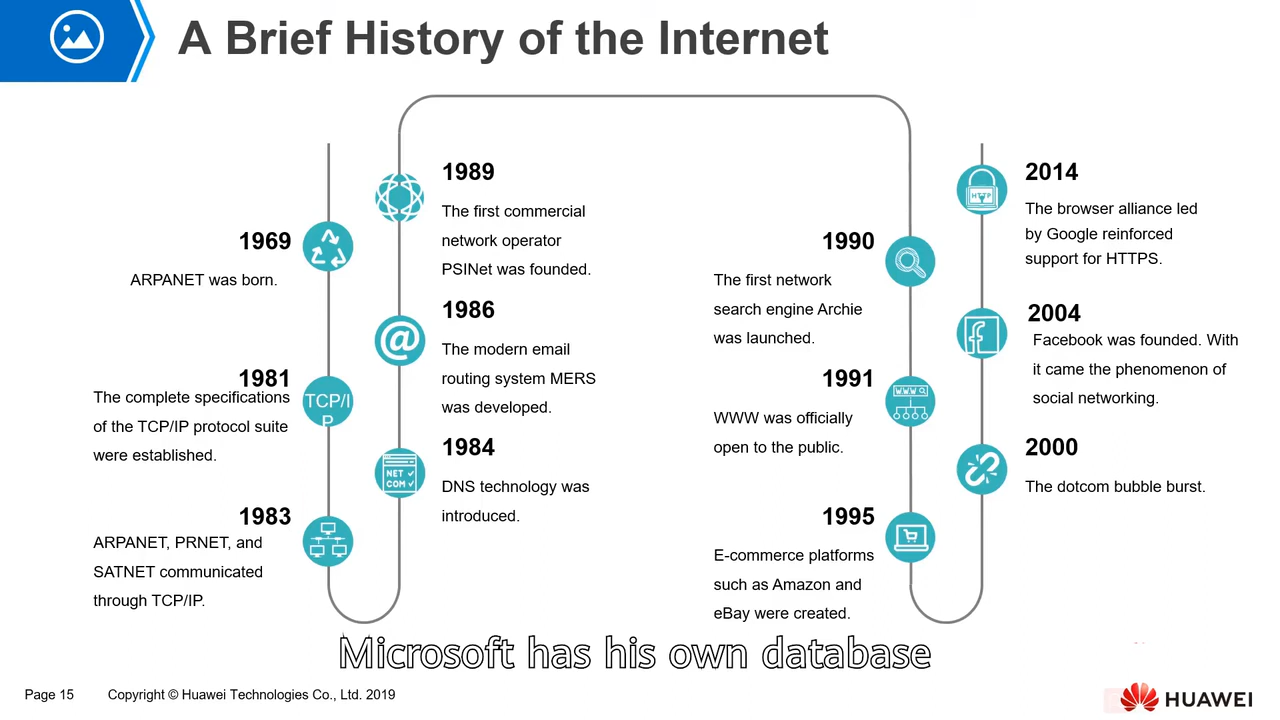 A Brief History of the Internet
1969
ARPANET was born.
1981
The complete specifications
of the TCP/IP protocol suite
were established.
TCP/I
P
1983
ARPANET, PRNET, and
SATNET communicated
through TCP/IP.
1984
DNS technology was
introduced.
NET
COM
1986
The modern email
routing system MERS
was developed.
@
1989
The first commercial
network operator
PSINet was founded.
1990
The first network
search engine Archie
was launched.
1991
WWW was officially
open to the public.
WWW
1995
E-commerce platforms
such as Amazon and
eBay were created.
2000
The dotcom bubble burst.
2004
Facebook was founded. With
it came the phenomenon of
social networking.
f
2014
The browser alliance led
by Google reinforced
support for HTTPS.
HTTP
Microsoft has his own database
Page 15
Copyright © Huawei Technologies Co., Ltd. 2019
HUAWEI